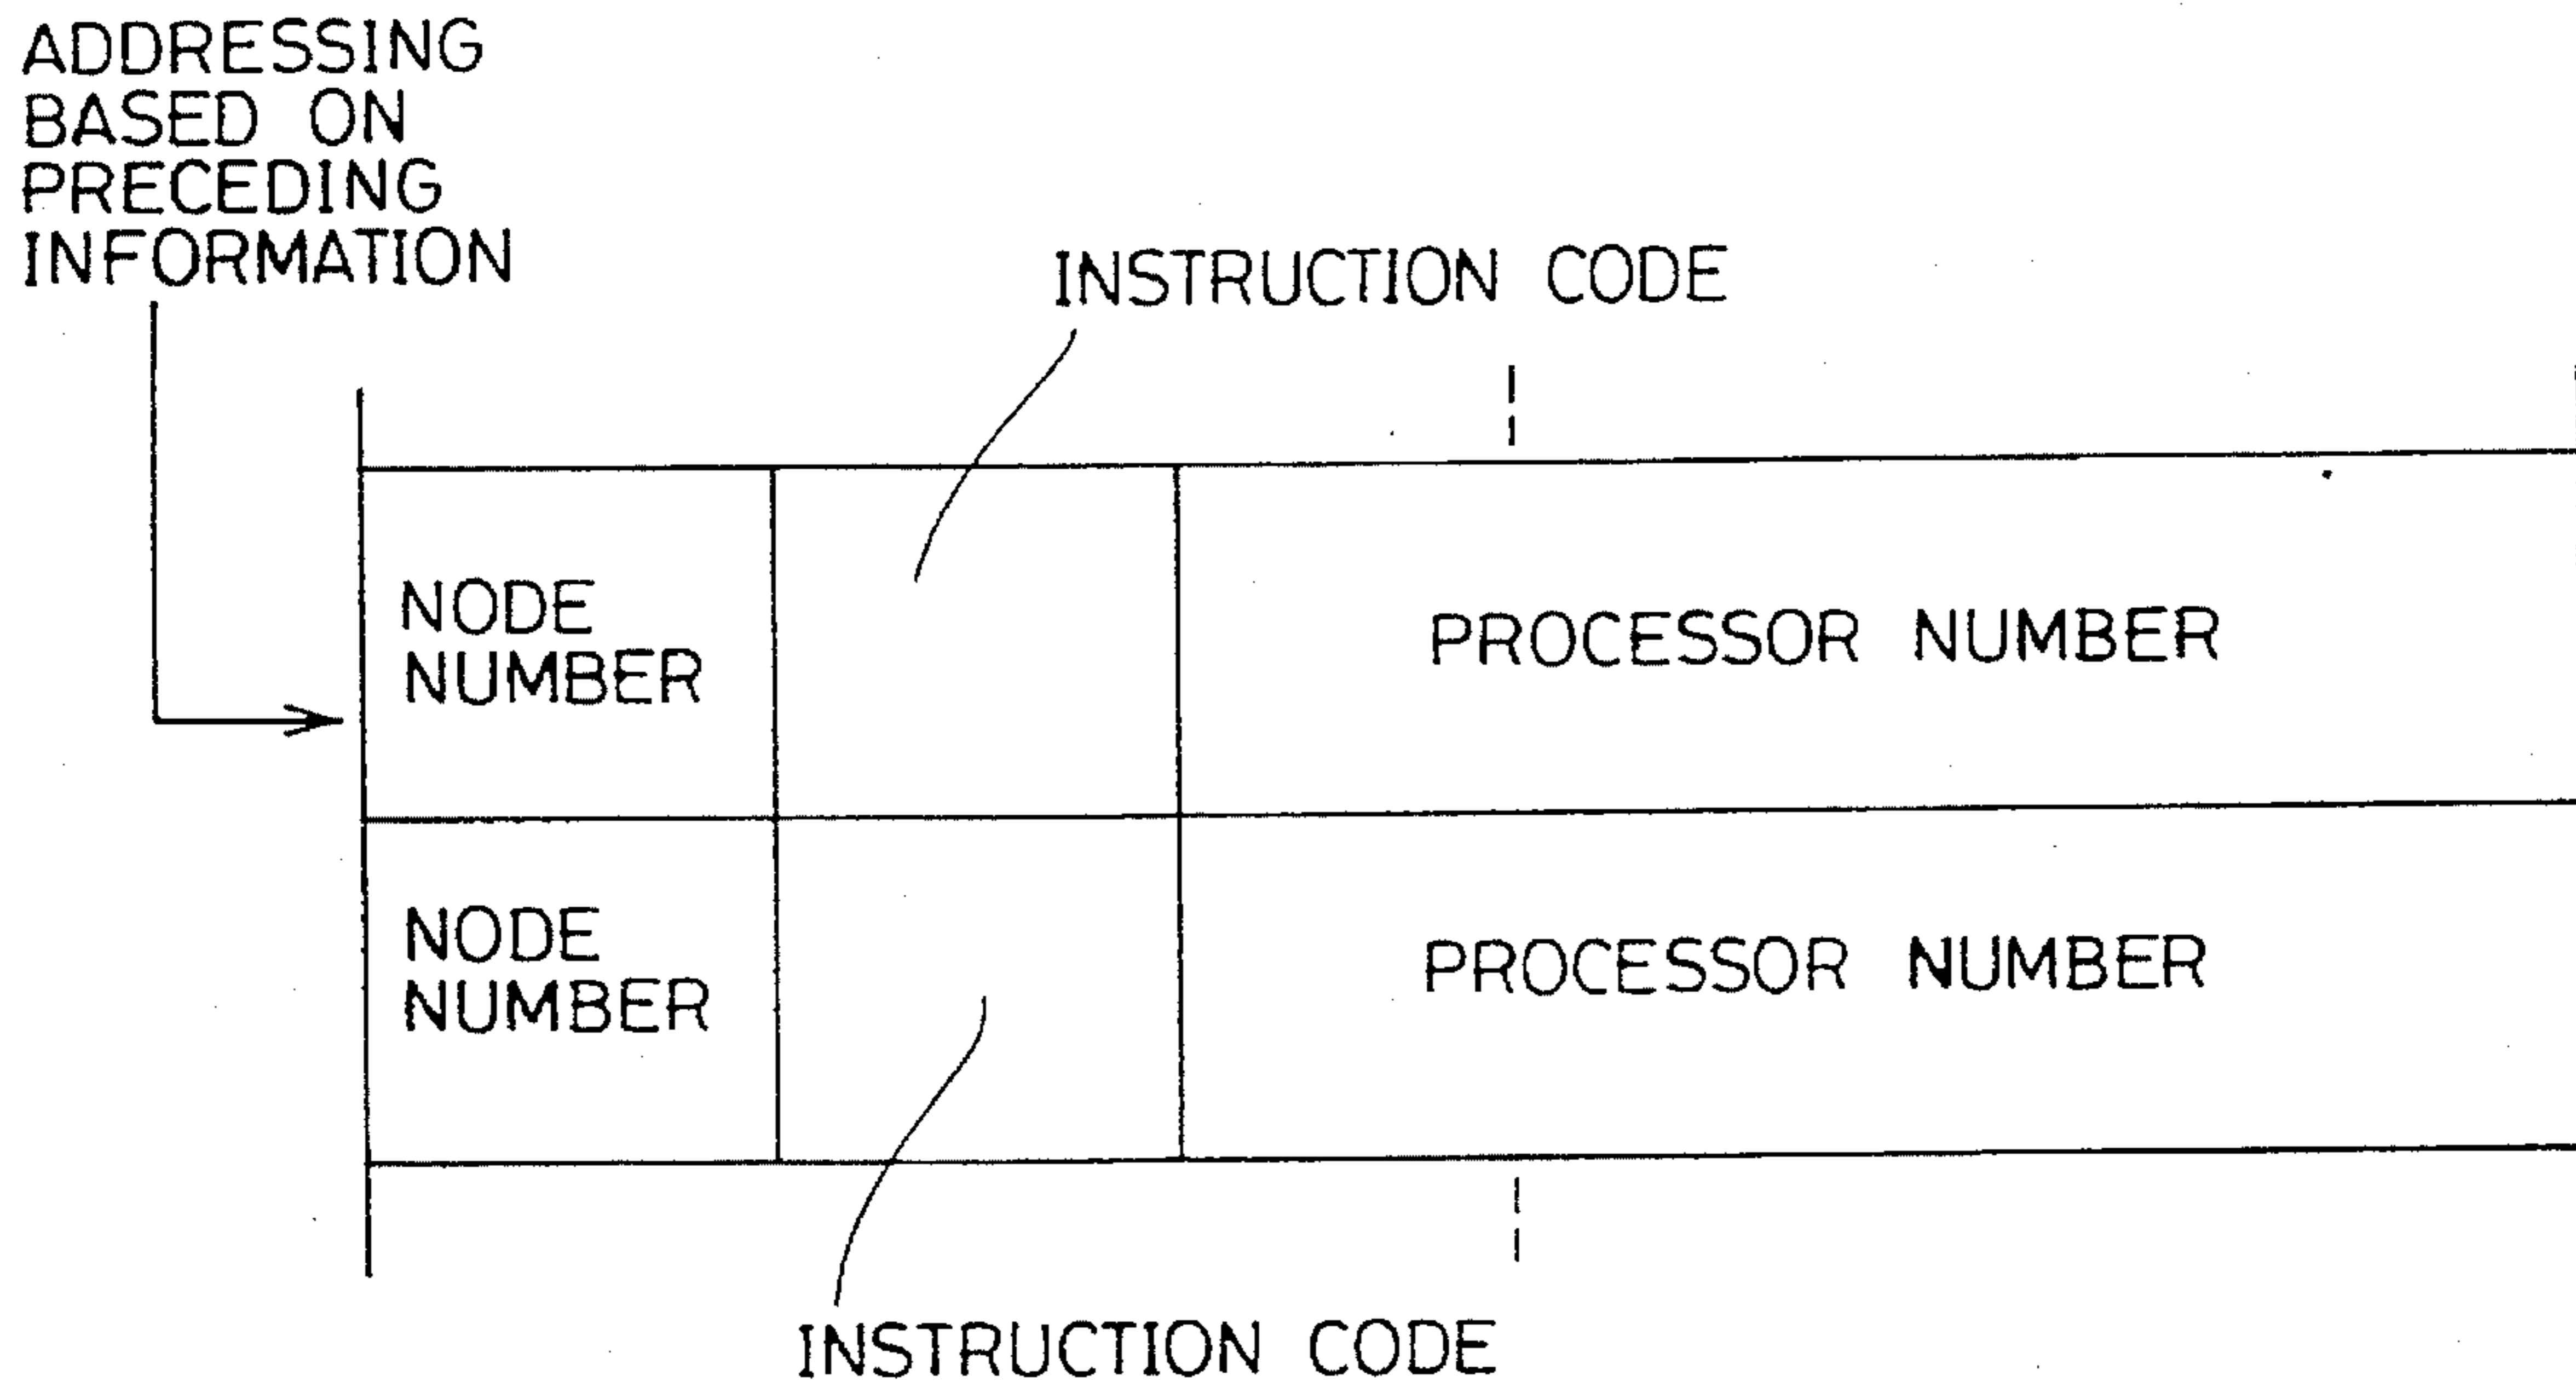 ADDRESSING
BASED ON
PRECEDING
INFORMATION
INSTRUCTION CODE
NODE
NUMBER
PROCESSOR NUMBER
NODE
NUMBER
PROCESSOR NUMBER
INSTRUCTION CODE